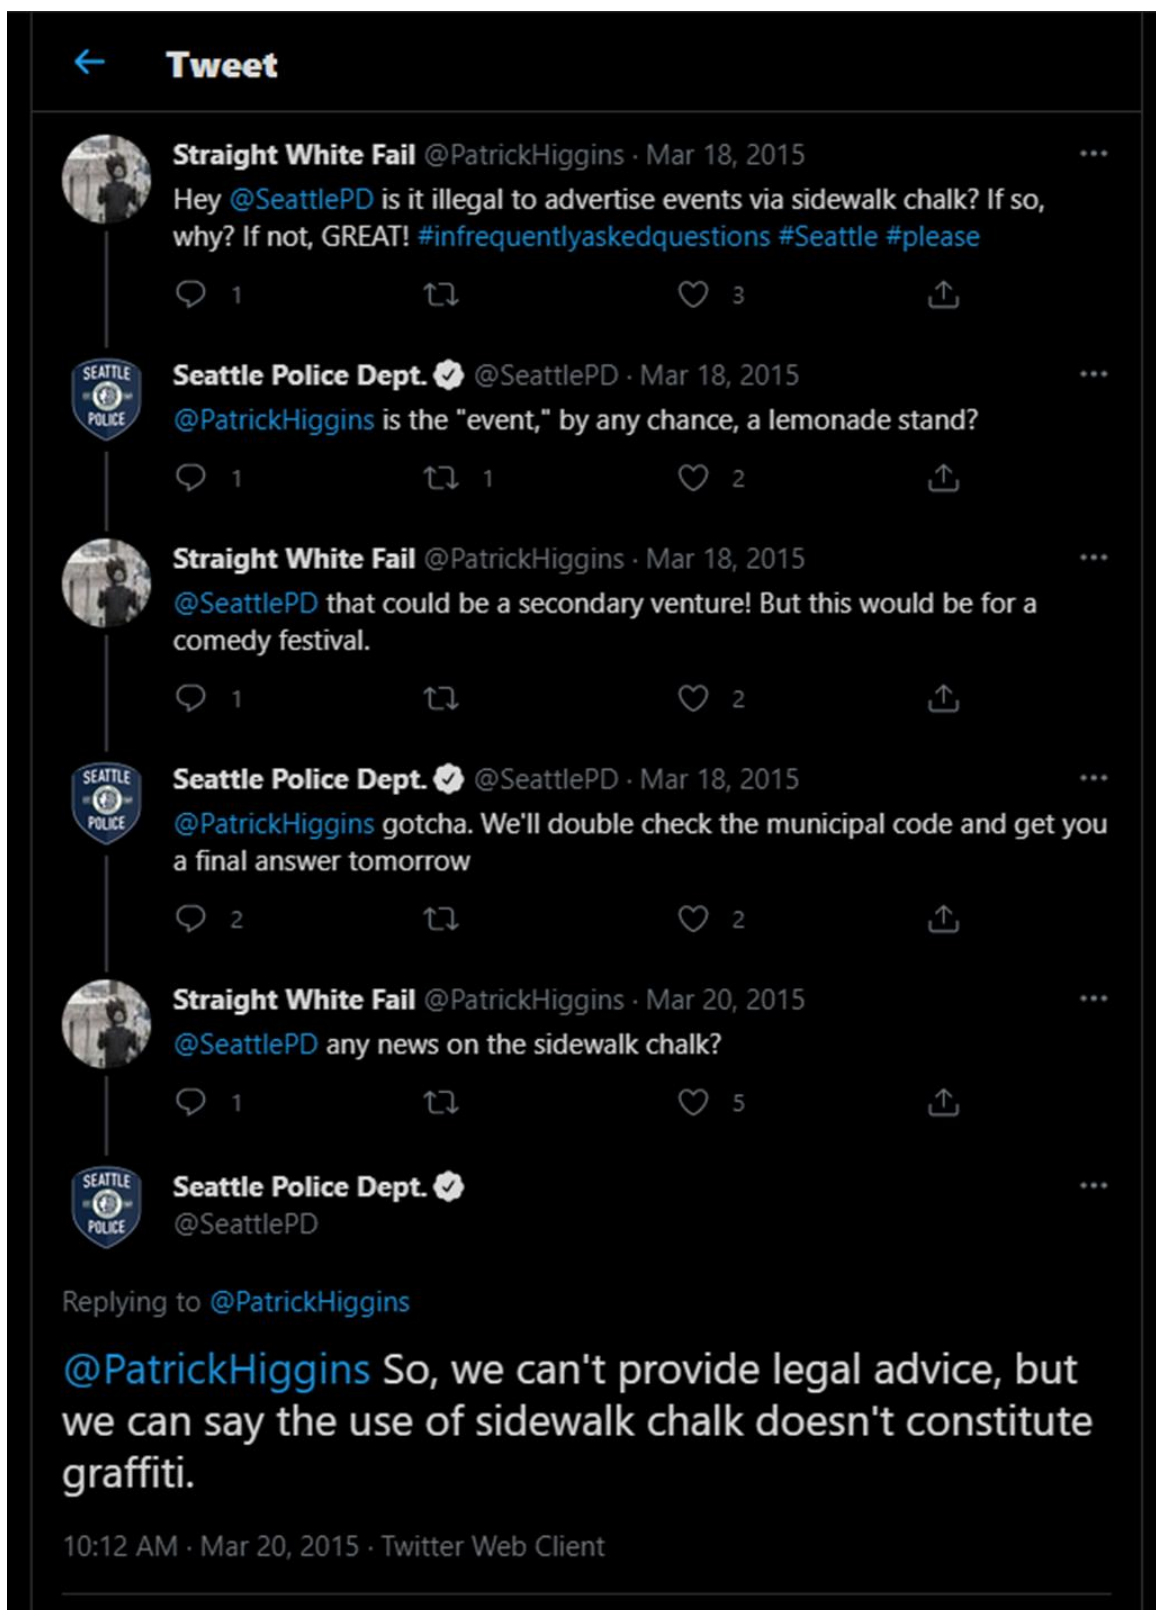 Tweet
Straight White Fail @PatrickHiggins · Mar 18, 2015
Hey @SeattlePD is it illegal to advertise events via sidewalk chalk? If so,
why? If not, GREAT! #infrequentlyaskedquestions #Seattle #please
1 3
SEATTLE
POLICE
Seattle Police Dept. @SeattlePD · Mar 18, 2015
@PatrickHiggins is the "event," by any chance, a lemonade stand?
1 1 2
Straight White Fail @PatrickHiggins · Mar 18, 2015
@SeattlePD that could be a secondary venture! But this would be for a
comedy festival.
1 2
SEATTLE
POLICE
Seattle Police Dept. @SeattlePD · Mar 18, 2015
@PatrickHiggins gotcha. We'll double check the municipal code and get you
a final answer tomorrow
2 2
Straight White Fail @PatrickHiggins · Mar 20, 2015
@SeattlePD any news on the sidewalk chalk?
1 5
SEATTLE
POLICE
Seattle Police Dept.
@SeattlePD
Replying to @PatrickHiggins
@PatrickHiggins So, we can't provide legal advice, but
we can say the use of sidewalk chalk doesn't constitute
graffiti.
10:12 AM · Mar 20, 2015 · Twitter Web Client